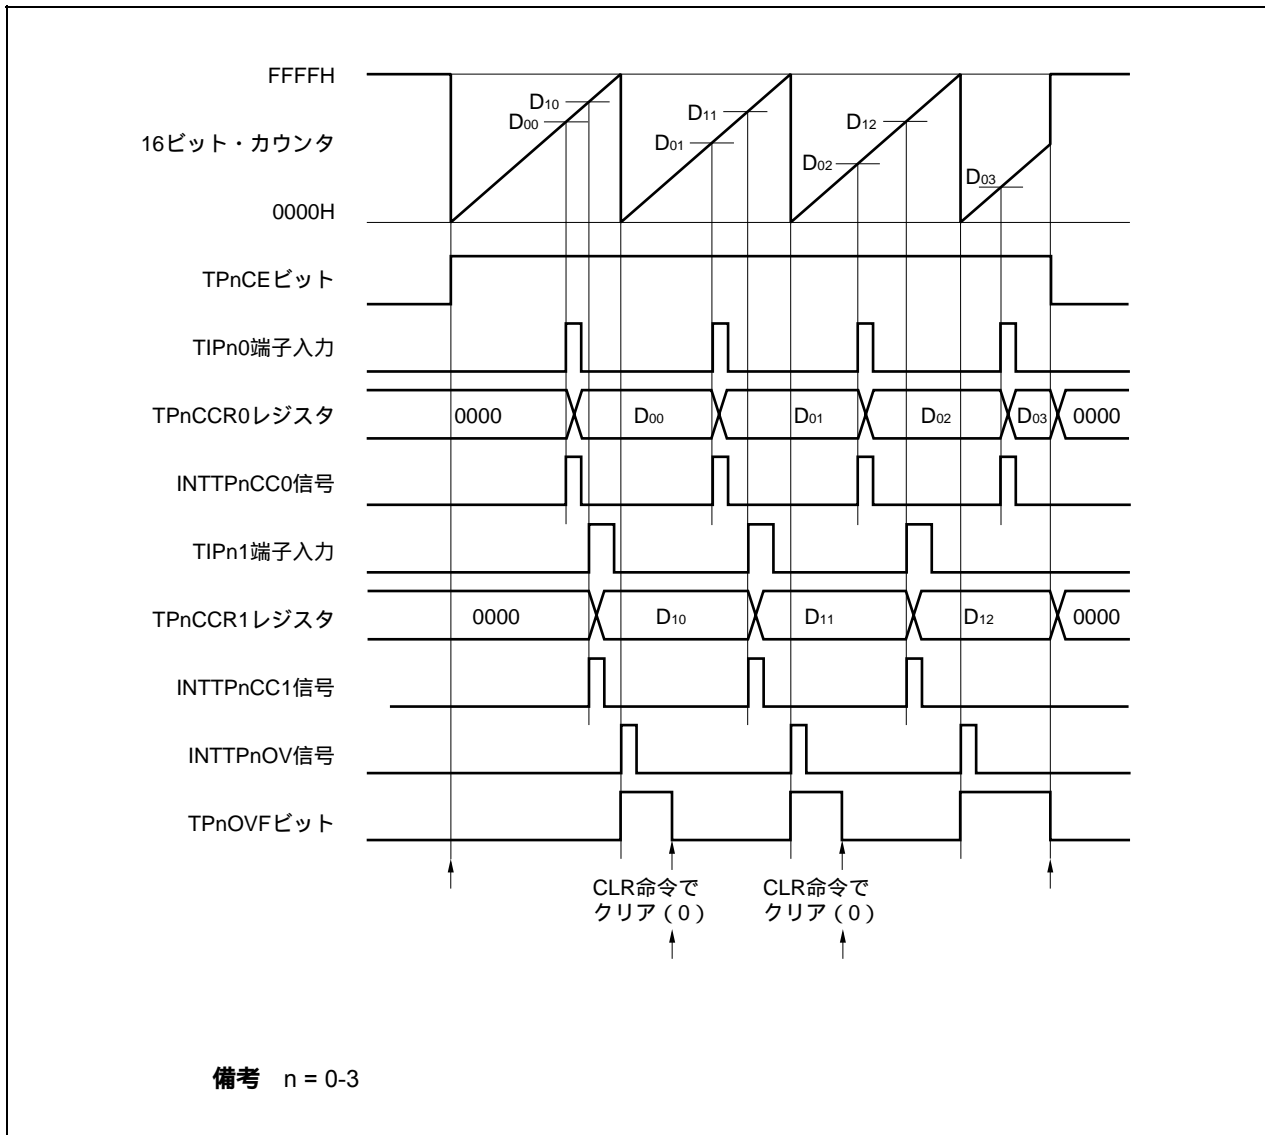 FFFFH
16ビット・カウンタ
0000H
D10
D00
D11
D01
D12
D02
D03
TPnCEビット
TIPn0端子入力
TPnCCR0レジスタ
0000
D00
D01
D02
D03
0000
INTTPnCC0信号
TIPn1端子入力
TPnCCR1レジスタ
0000
D10
D11
D12
0000
INTTPnCC1信号
INTTPnOV信号
TPnOVFビット
CLR命令で
クリア(0)
CLR命令で
クリア(0)
備考 n = 0-3